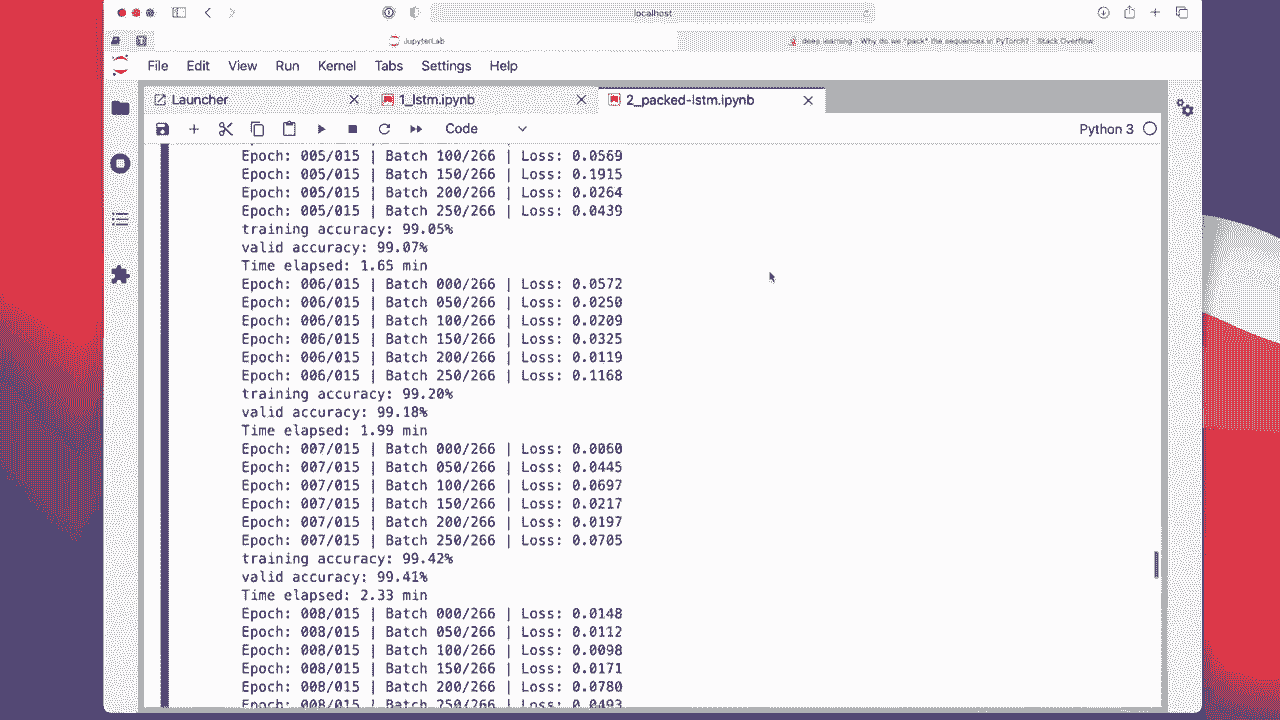 localhost
JupyterLab
learning - Why do we "pack" the sequences in PyTorch? - Stack Overflow
File Edit View Run Kernel Tabs Settings Help
Launcher 1_lstm.ipynb 2_packed-lstm.ipynb
Code Python 3
Epoch: 005/015 | Batch 100/266 | Loss: 0.0569
Epoch: 005/015 | Batch 150/266 | Loss: 0.1915
Epoch: 005/015 | Batch 200/266 | Loss: 0.0264
Epoch: 005/015 | Batch 250/266 | Loss: 0.0439
training accuracy: 99.05%
valid accuracy: 99.07%
Time elapsed: 1.65 min
Epoch: 006/015 | Batch 000/266 | Loss: 0.0572
Epoch: 006/015 | Batch 050/266 | Loss: 0.0250
Epoch: 006/015 | Batch 100/266 | Loss: 0.0209
Epoch: 006/015 | Batch 150/266 | Loss: 0.0325
Epoch: 006/015 | Batch 200/266 | Loss: 0.0119
Epoch: 006/015 | Batch 250/266 | Loss: 0.1168
training accuracy: 99.20%
valid accuracy: 99.18%
Time elapsed: 1.99 min
Epoch: 007/015 | Batch 000/266 | Loss: 0.0060
Epoch: 007/015 | Batch 050/266 | Loss: 0.0445
Epoch: 007/015 | Batch 100/266 | Loss: 0.0697
Epoch: 007/015 | Batch 150/266 | Loss: 0.0217
Epoch: 007/015 | Batch 200/266 | Loss: 0.0197
Epoch: 007/015 | Batch 250/266 | Loss: 0.0705
training accuracy: 99.42%
valid accuracy: 99.41%
Time elapsed: 2.33 min
Epoch: 008/015 | Batch 000/266 | Loss: 0.0148
Epoch: 008/015 | Batch 050/266 | Loss: 0.0112
Epoch: 008/015 | Batch 100/266 | Loss: 0.0098
Epoch: 008/015 | Batch 150/266 | Loss: 0.0171
Epoch: 008/015 | Batch 200/266 | Loss: 0.0780
Epoch: 008/015 | Batch 250/266 | Loss: 0.0493